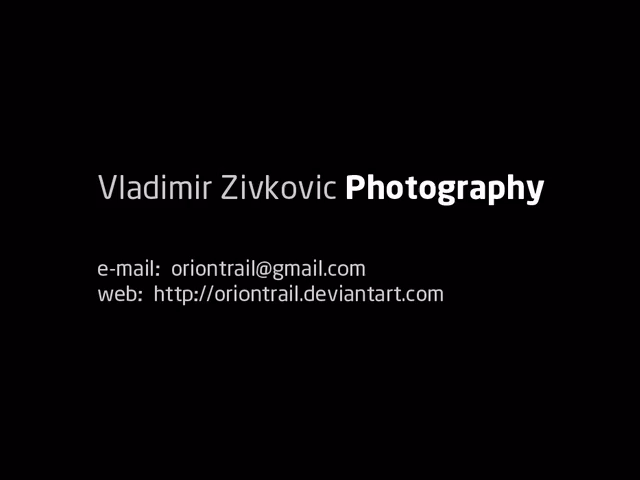 Vladimir Zivkovic Photography
e-mail: oriontrail@gmail.com
web: http://oriontrail.deviantart.com